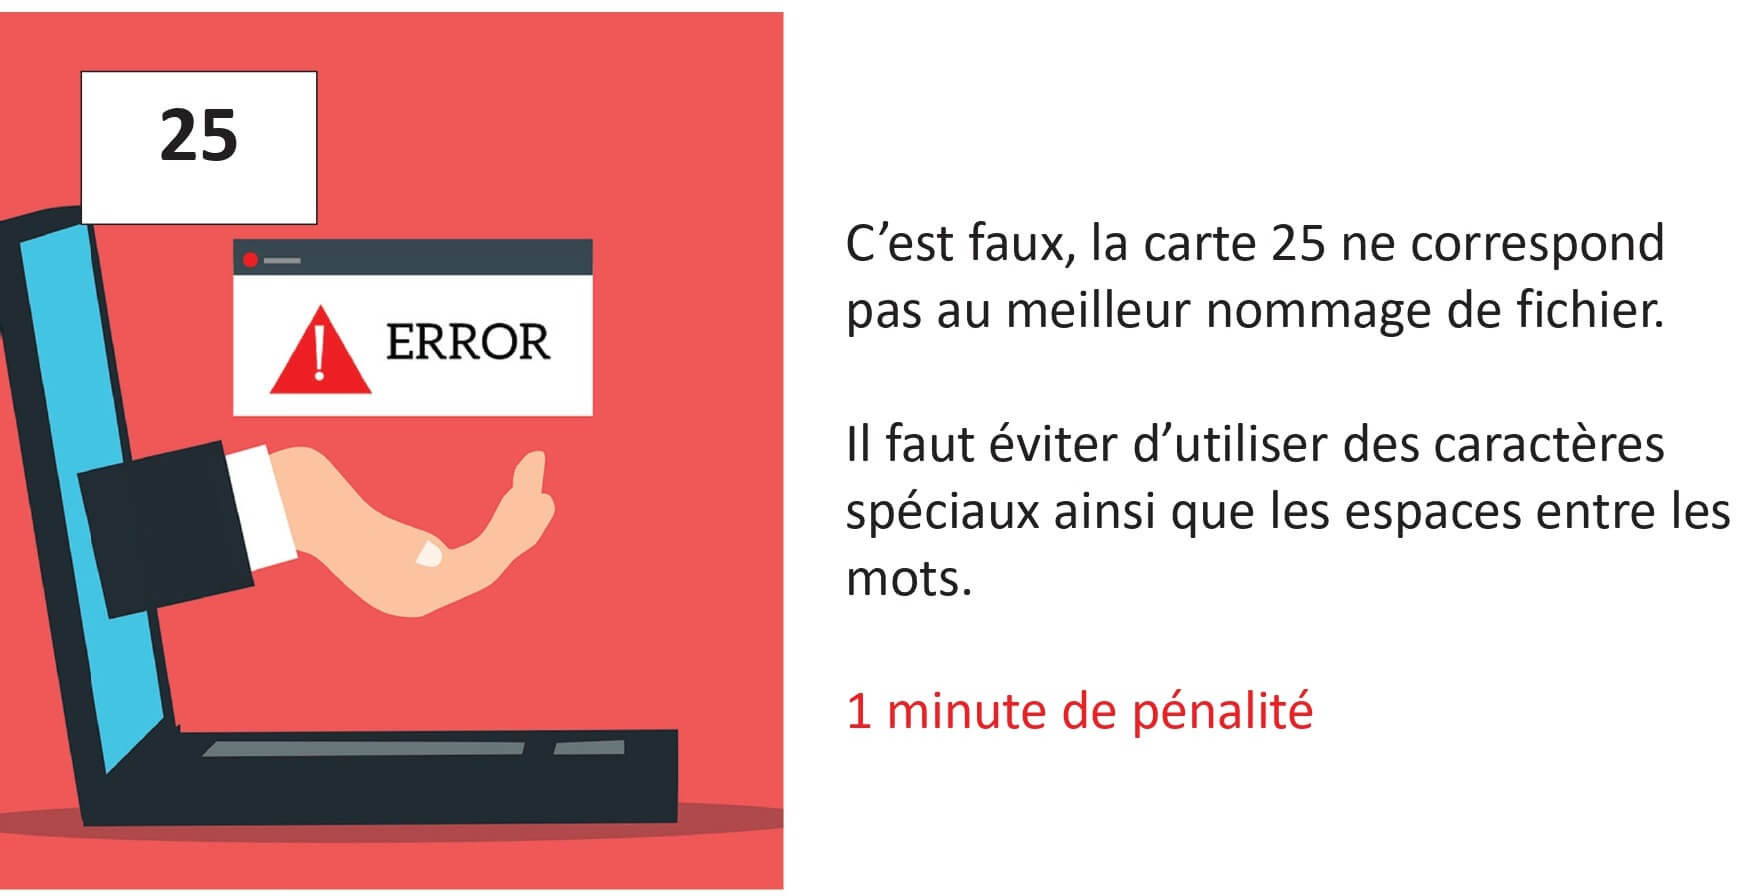 25
ERROR
C’est faux, la carte 25 ne correspond
pas au meilleur nommage de fichier.
Il faut éviter d’utiliser des caractères
spéciaux ainsi que les espaces entre les
mots.
1 minute de pénalité